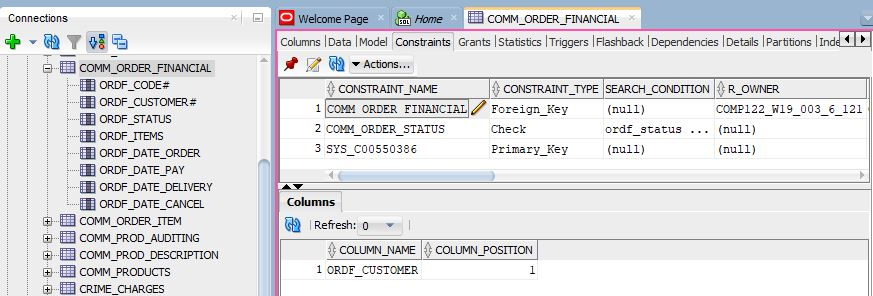 Connections
COMM_ORDER_FINANCIAL
ORDF_CODE#
ORDF_CUSTOMER#
ORDF_STATUS
ORDF_ITEMS
ORDF_DATE_ORDER
ORDF_DATE_PAY
ORDF_DATE_DELIVERY
ORDF_DATE_CANCEL
COMM_ORDER_ITEM
COMM_PROD_AUDITING
COMM_PROD_DESCRIPTION
COMM_PRODUCTS
CRIME_CHARGES
Welcome Page Home COMM_ORDER_FINANCIAL
Columns Data Model Constraints Grants Statistics Triggers Flashback Dependencies Details Partitions Inde
Actions...
CONSTRAINT_NAME CONSTRAINT_TYPE SEARCH_CONDITION R_OWNER
1 COMM_ORDER_FINANCIAL Foreign_Key (null) COMP122_W19_003_6_121
2 COMM_ORDER_STATUS Check ordf_status ... (null)
3 SYS_C00550386 Primary_Key (null) (null)
Columns
Refresh: 0
COLUMN_NAME COLUMN_POSITION
1 ORDF_CUSTOMER 1